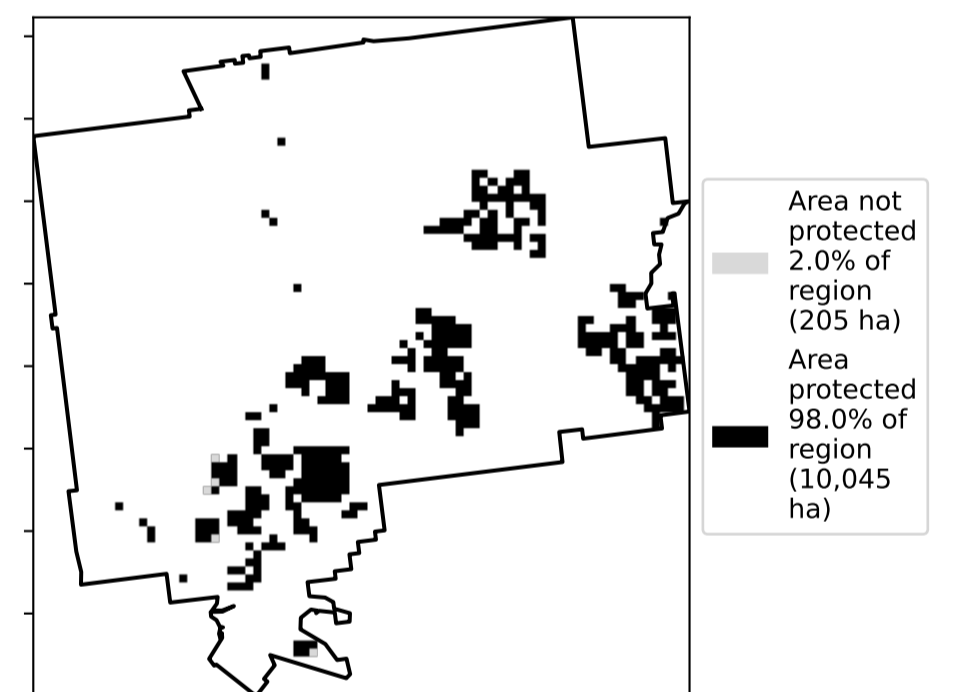 Area not
protected
2.0% of
region
(205 ha)
Area
protected
98.0% of
region
(10,045
ha)